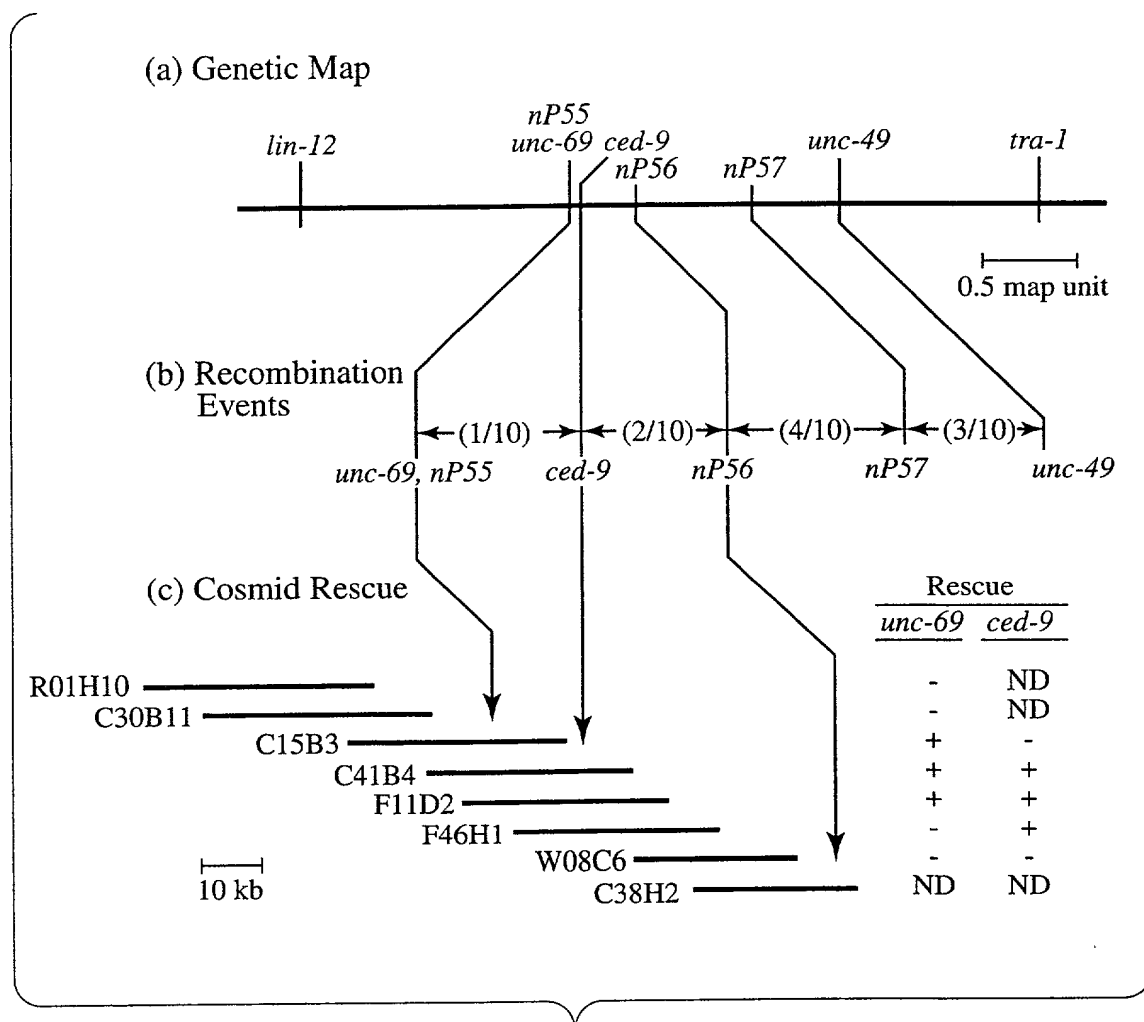 (a) Genetic Map
nP55
lin-12 unc-69 ced-9 unc-49 tra-1
nP56 nP57
0.5 map unit
(b) Recombination
Events
(1/10) (2/10) (4/10) (3/10)
unc-69, nP55 ced-9 nP56 nP57 unc-49
(c) Cosmid Rescue
Rescue
unc-69 ced-9
R01H10 - ND
C30B11 - ND
C15B3 + -
C41B4 + +
F11D2 + +
F46H1 - +
W08C6 - -
C38H2 ND ND
10 kb